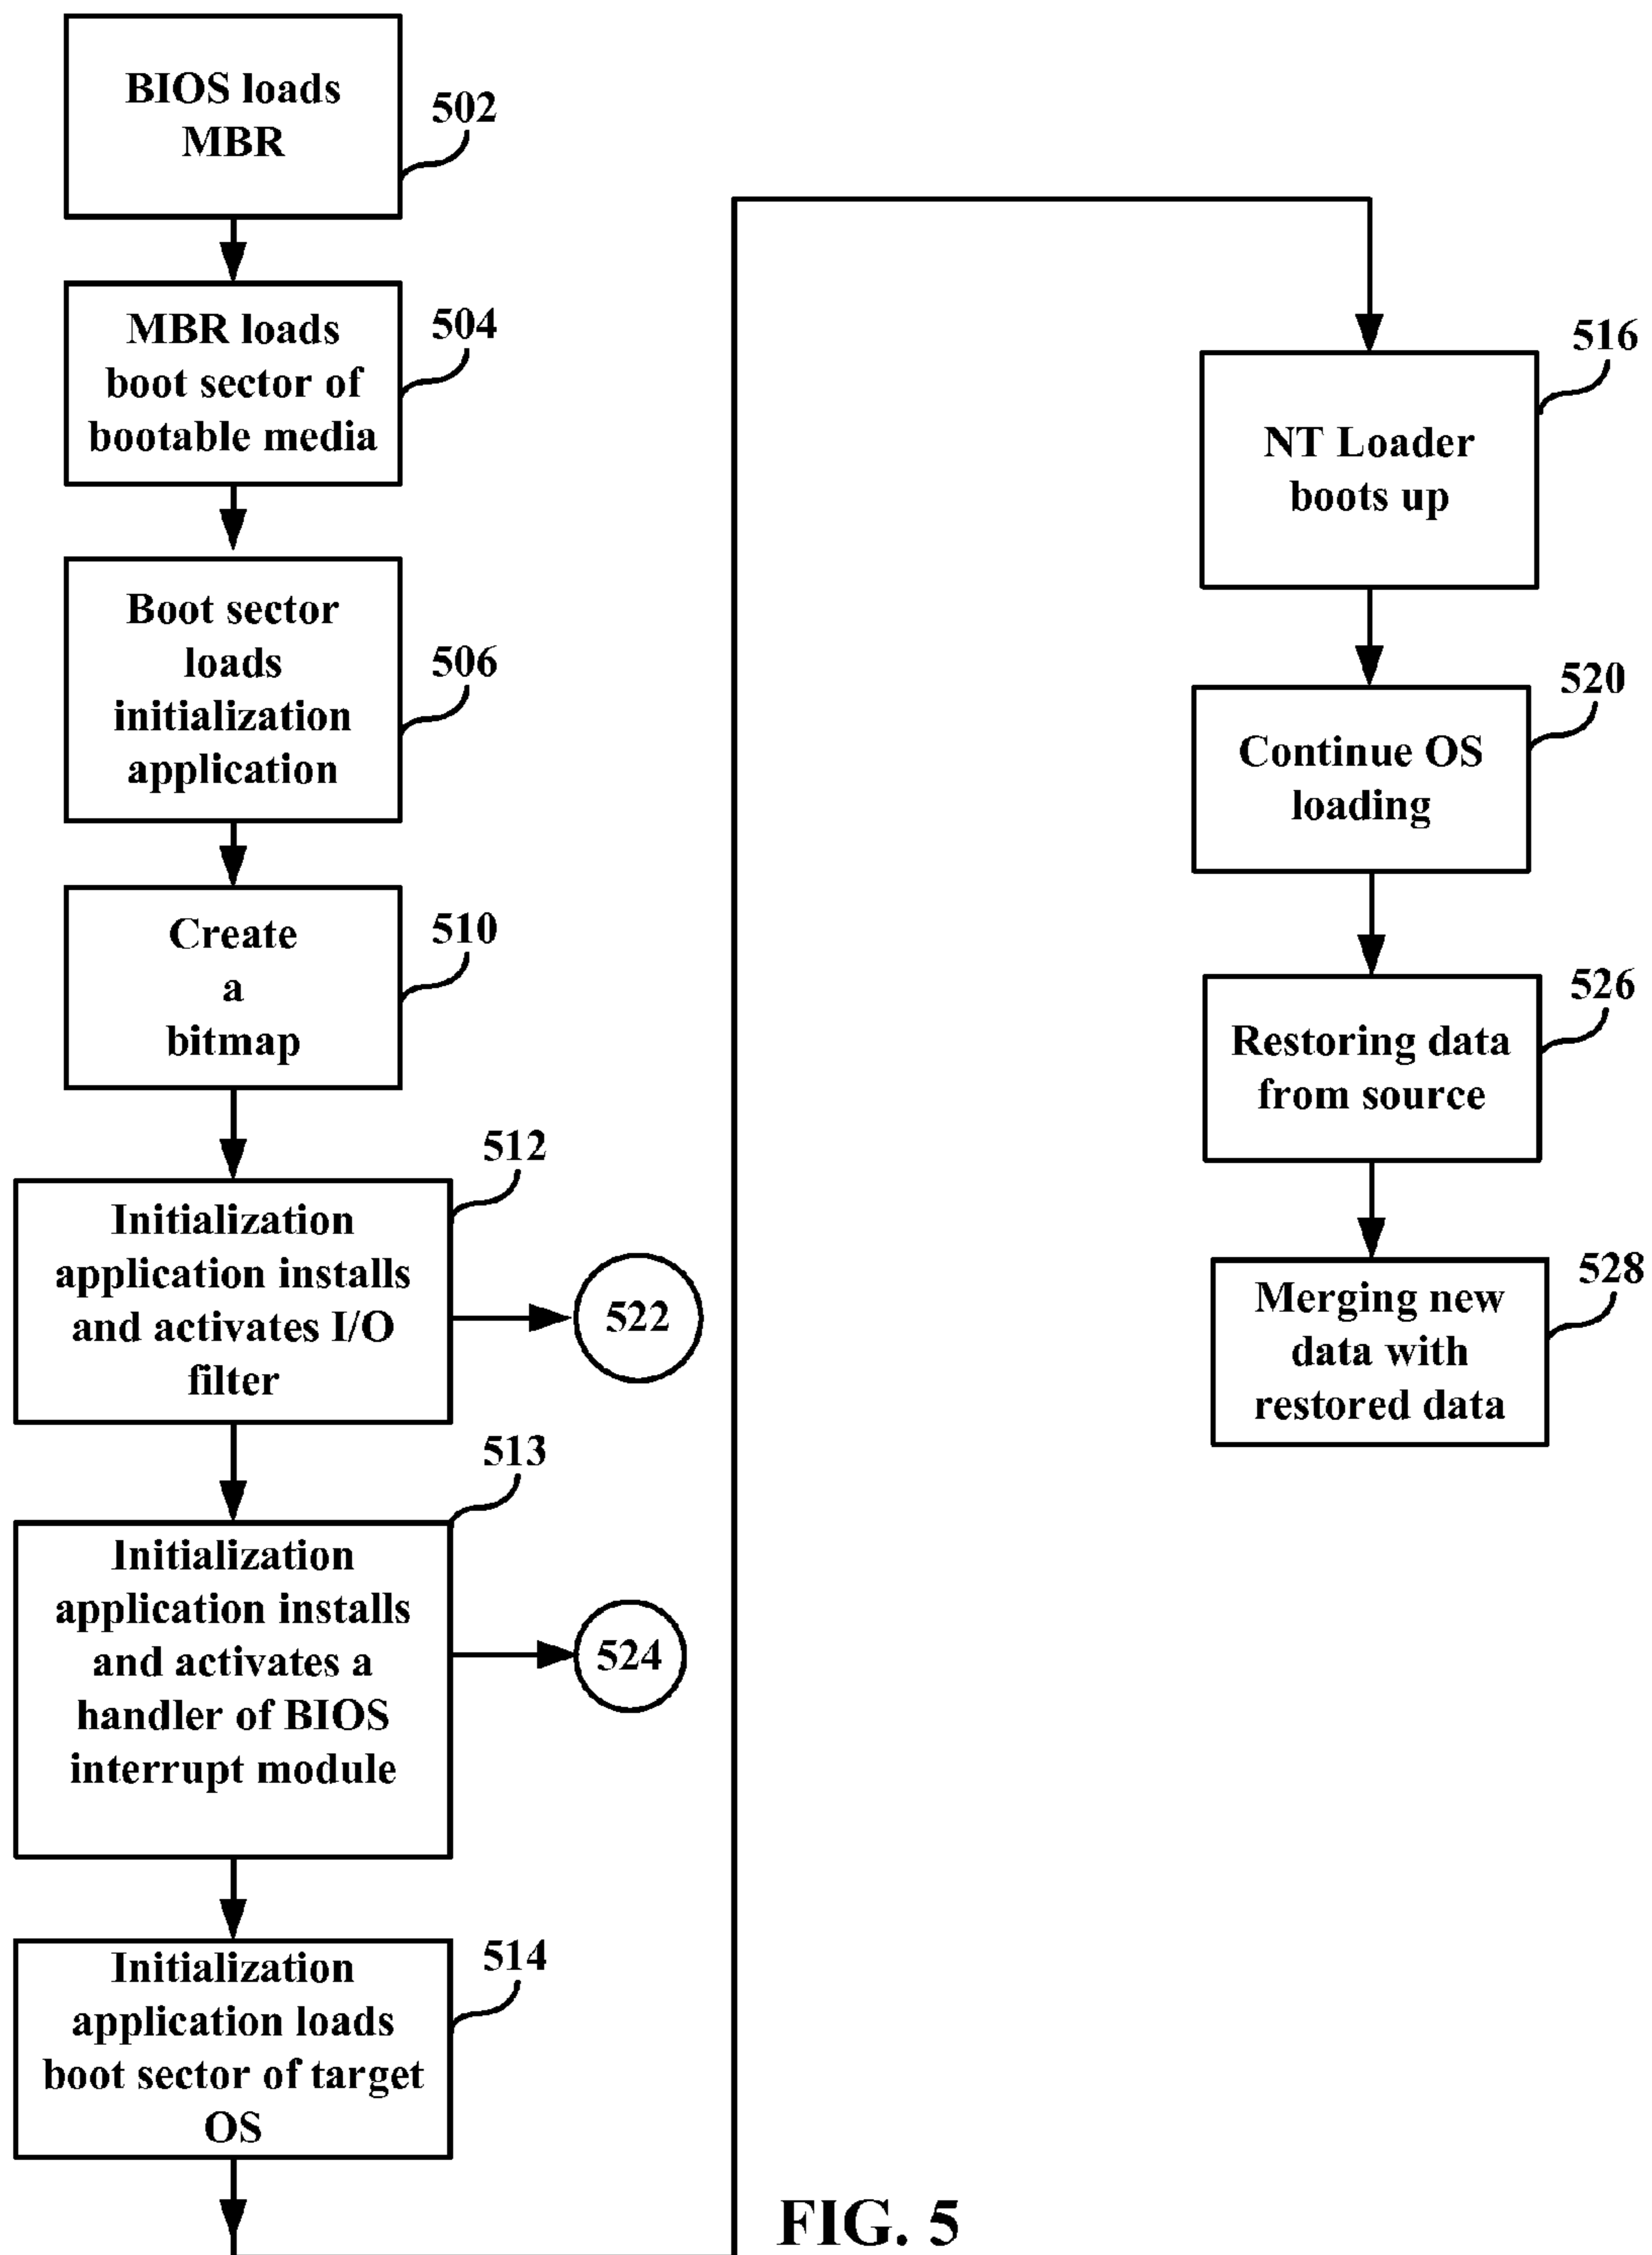 BIOS loads
MBR
502
MBR loads
boot sector of
bootable media
504
Boot sector
loads
initialization
application
506
Create
a
bitmap
510
Initialization
application installs
and activates I/O
filter
512
522
Initialization
application installs
and activates a
handler of BIOS
interrupt module
513
524
Initialization
application loads
boot sector of target
OS
514
NT Loader
boots up
516
Continue OS
loading
520
Restoring data
from source
526
Merging new
data with
restored data
528
FIG. 5